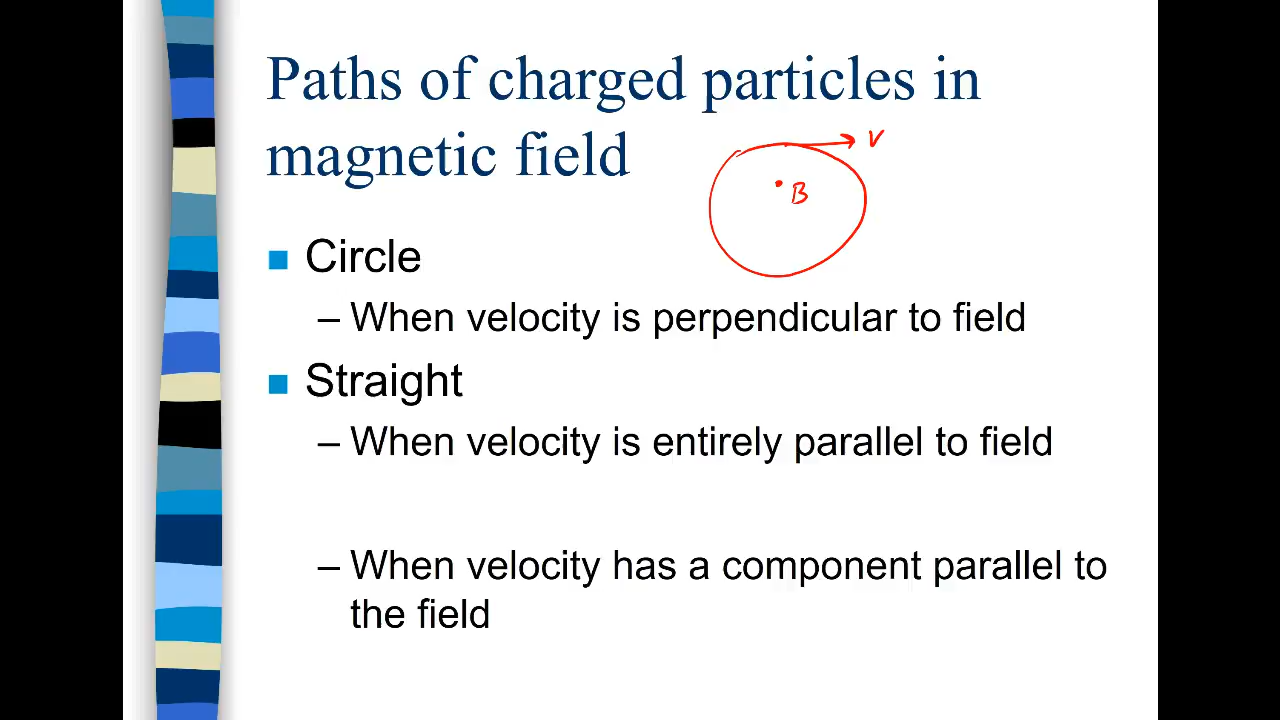 Paths of charged particles in
magnetic field
V
B
■ Circle
– When velocity is perpendicular to field
■ Straight
– When velocity is entirely parallel to field
– When velocity has a component parallel to
the field